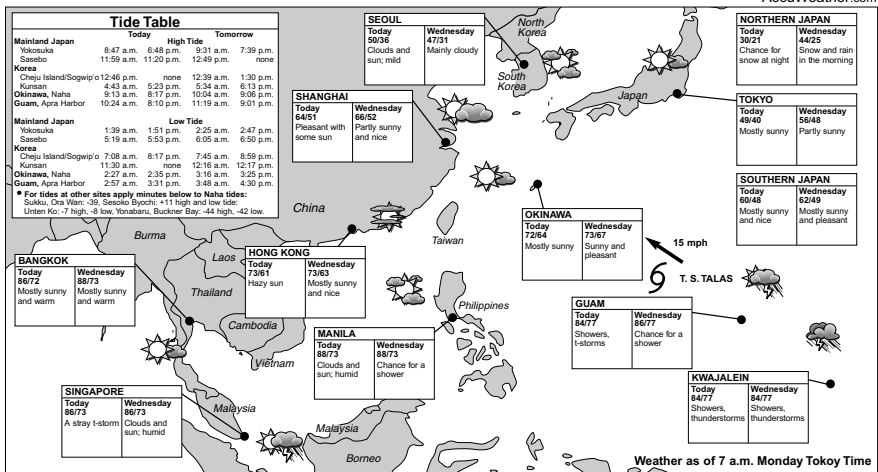 AccuWeather.com
Tide Table
Today Tomorrow
Mainland Japan High Tide
Yokosuka 8:47 a.m. 6:48 p.m. 9:31 a.m. 7:39 p.m.
Sasebo 11:59 a.m. 11:20 p.m. 12:49 p.m. none
Korea
Cheju Island/Sogwip'o 12:46 p.m. none 12:39 a.m. 1:30 p.m.
Kunsan 4:43 a.m. 5:23 p.m. 5:34 a.m. 6:13 p.m.
Okinawa, Naha 9:13 a.m. 8:17 p.m. 10:04 a.m. 9:06 p.m.
Guam, Apra Harbor 10:24 a.m. 8:10 p.m. 11:19 a.m. 9:01 p.m.
Mainland Japan Low Tide
Yokosuka 1:39 a.m. 1:51 p.m. 2:25 a.m. 2:47 p.m.
Sasebo 5:19 a.m. 5:53 p.m. 6:05 a.m. 6:50 p.m.
Korea
Cheju Island/Sogwip'o 7:08 a.m. 8:17 p.m. 7:45 a.m. 8:59 p.m.
Kunsan 11:30 a.m. none 12:16 a.m. 12:17 p.m.
Okinawa, Naha 2:27 a.m. 2:35 p.m. 3:16 a.m. 3:25 p.m.
Guam, Apra Harbor 2:57 a.m. 3:31 p.m. 3:48 a.m. 4:30 p.m.
• For tides at other sites apply minutes below to Naha tides:
Sukku, Ora Wan: -39, Sesoko Byochi: +11 high and low tide:
Unten Ko: -7 high, -8 low, Yonabaru, Buckner Bay: -44 high, -42 low.
SEOUL
Today Wednesday
50/36 47/31
Clouds and Mainly cloudy
sun; mild
North
Korea
South
Korea
Japan
NORTHERN JAPAN
Today Wednesday
30/21 44/25
Chance for Snow and rain
snow at night in the morning
SHANGHAI
Today Wednesday
64/51 66/52
Pleasant with Partly sunny
some sun and nice
TOKYO
Today Wednesday
49/40 56/48
Mostly sunny Partly sunny
SOUTHERN JAPAN
Today Wednesday
60/48 62/49
Mostly sunny Mostly sunny
and nice and pleasant
China
Taiwan
OKINAWA
Today Wednesday
72/64 73/67
Mostly sunny Sunny and
pleasant
15 mph
T. S. TALAS
Burma
Laos
Thailand
Cambodia
Vietnam
HONG KONG
Today Wednesday
73/61 73/63
Hazy sun Mostly sunny
and nice
BANGKOK
Today Wednesday
86/72 88/73
Mostly sunny Mostly sunny
and warm and warm
Philippines
GUAM
Today Wednesday
84/77 86/77
Showers, Chance for a
t-storms shower
MANILA
Today Wednesday
88/73 88/73
Clouds and Chance for a
sun; humid shower
KWAJALEIN
Today Wednesday
84/77 84/77
Showers, Showers,
thunderstorms thunderstorms
SINGAPORE
Today Wednesday
86/73 86/73
A stray t-storm Clouds and
sun; humid
Malaysia
Malaysia
Borneo
Weather as of 7 a.m. Monday Tokoy Time